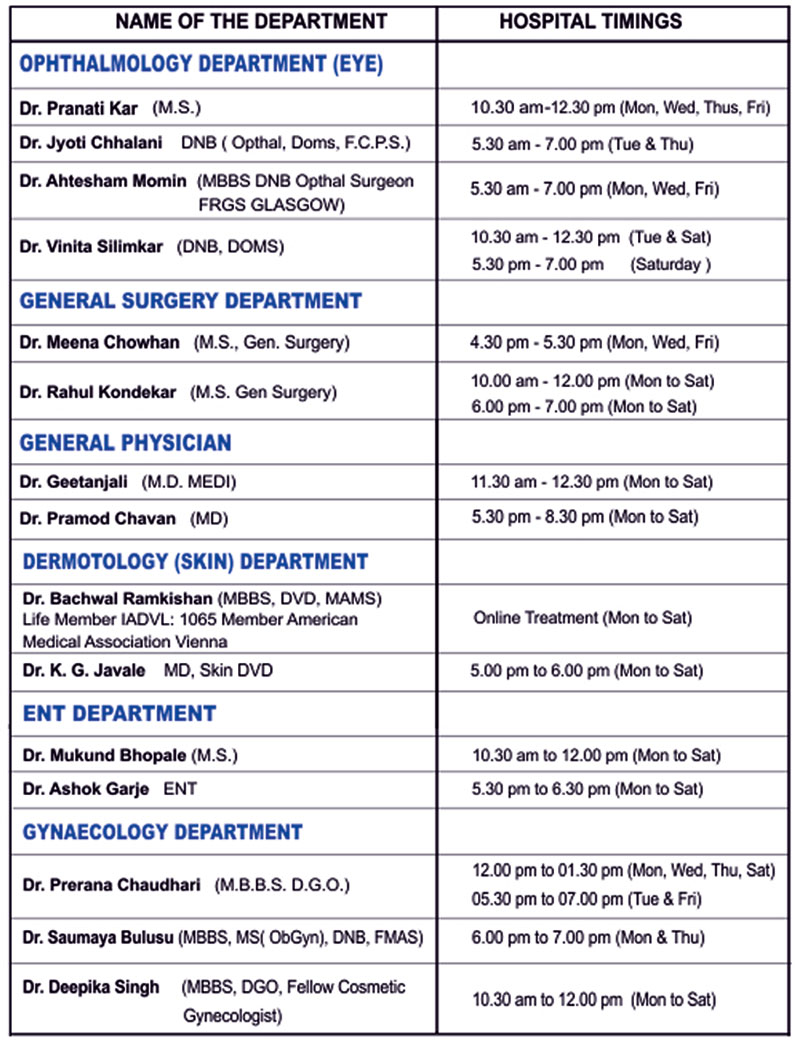 NAME OF THE DEPARTMENT HOSPITAL TIMINGS
OPHTHALMOLOGY DEPARTMENT (EYE)
Dr. Pranati Kar (M.S.) 10.30 am-12.30 pm (Mon, Wed, Thus, Fri)
Dr. Jyoti Chhalani DNB ( Opthal, Doms, F.C.P.S.) 5.30 am - 7.00 pm (Tue & Thu)
Dr. Ahtesham Momin (MBBS DNB Opthal Surgeon
FRGS GLASGOW) 5.30 am - 7.00 pm (Mon, Wed, Fri)
Dr. Vinita Silimkar (DNB, DOMS) 10.30 am - 12.30 pm (Tue & Sat)
5.30 pm - 7.00 pm (Saturday )
GENERAL SURGERY DEPARTMENT
Dr. Meena Chowhan (M.S., Gen. Surgery) 4.30 pm - 5.30 pm (Mon, Wed, Fri)
Dr. Rahul Kondekar (M.S. Gen Surgery) 10.00 am - 12.00 pm (Mon to Sat)
6.00 pm - 7.00 pm (Mon to Sat)
GENERAL PHYSICIAN
Dr. Geetanjali (M.D. MEDI) 11.30 am - 12.30 pm (Mon to Sat)
Dr. Pramod Chavan (MD) 5.30 pm - 8.30 pm (Mon to Sat)
DERMOTOLOGY (SKIN) DEPARTMENT
Dr. Bachwal Ramkishan (MBBS, DVD, MAMS)
Life Member IADVL: 1065 Member American
Medical Association Vienna
Online Treatment (Mon to Sat)
Dr. K. G. Javale MD, Skin DVD 5.00 pm to 6.00 pm (Mon to Sat)
ENT DEPARTMENT
Dr. Mukund Bhopale (M.S.) 10.30 am to 12.00 pm (Mon to Sat)
Dr. Ashok Garje ENT 5.30 pm to 6.30 pm (Mon to Sat)
GYNAECOLOGY DEPARTMENT
Dr. Prerana Chaudhari (M.B.B.S. D.G.O.) 12.00 pm to 01.30 pm (Mon, Wed, Thu, Sat)
05.30 pm to 07.00 pm (Tue & Fri)
Dr. Saumaya Bulusu (MBBS, MS( ObGyn), DNB, FMAS) 6.00 pm to 7.00 pm (Mon & Thu)
Dr. Deepika Singh (MBBS, DGO, Fellow Cosmetic
Gynecologist) 10.30 am to 12.00 pm (Mon to Sat)